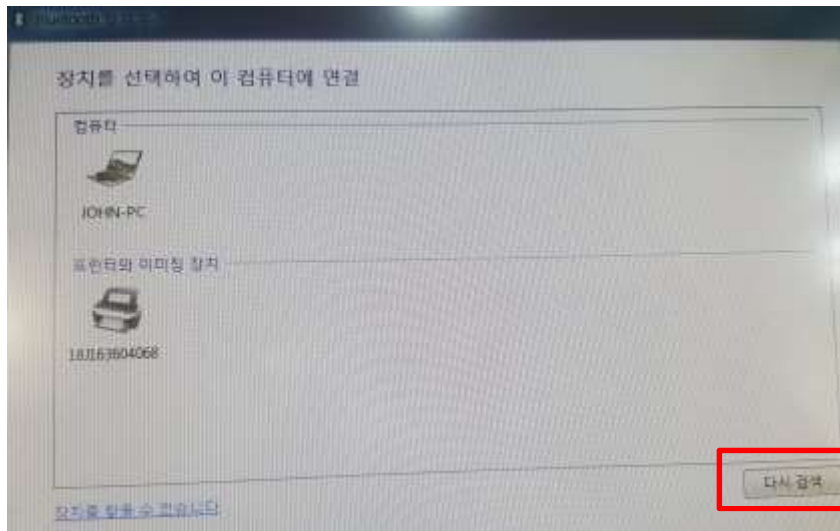 Bluetooth
장치를 선택하여 이 컴퓨터에 연결
컴퓨터
JOHN-PC
프린터와 이미징 장치
다시 검색
장치를 찾을 수 없습니다